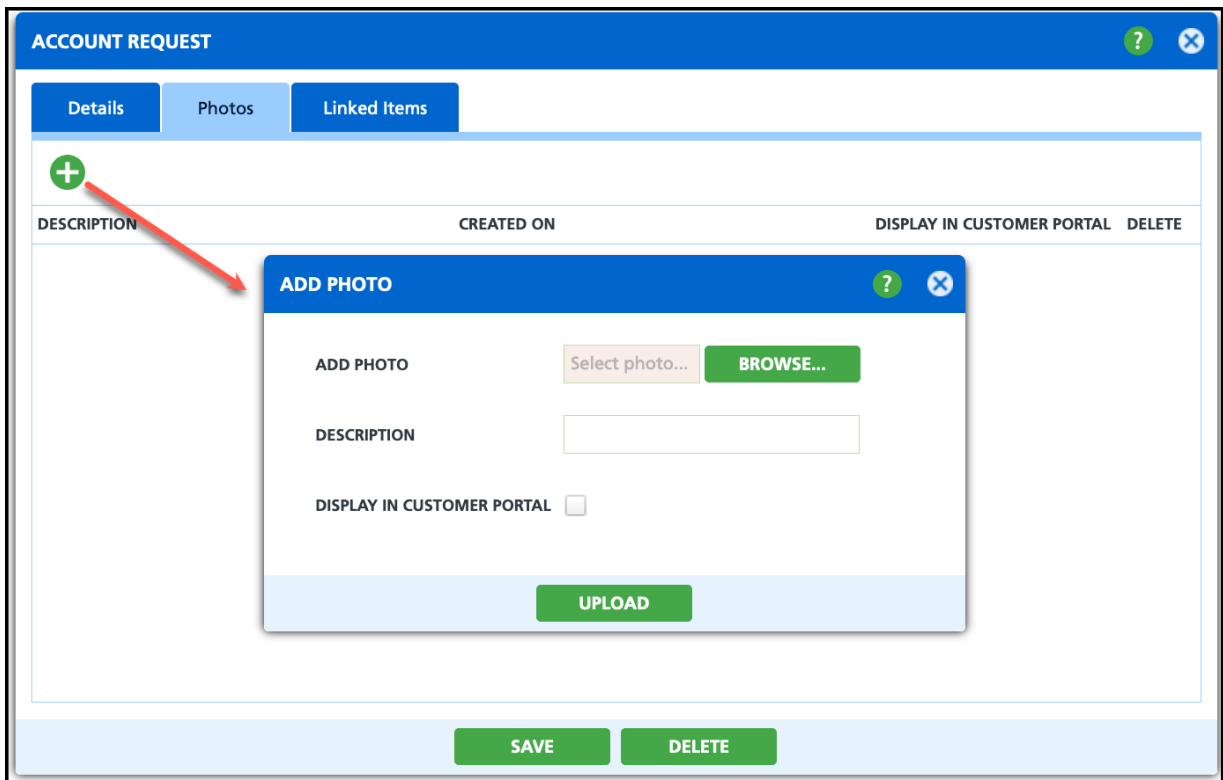 ACCOUNT REQUEST ?
Details Photos Linked Items
DESCRIPTION CREATED ON DISPLAY IN CUSTOMER PORTAL DELETE
ADD PHOTO ?
ADD PHOTO Select photo... BROWSE...
DESCRIPTION
DISPLAY IN CUSTOMER PORTAL
UPLOAD
SAVE DELETE